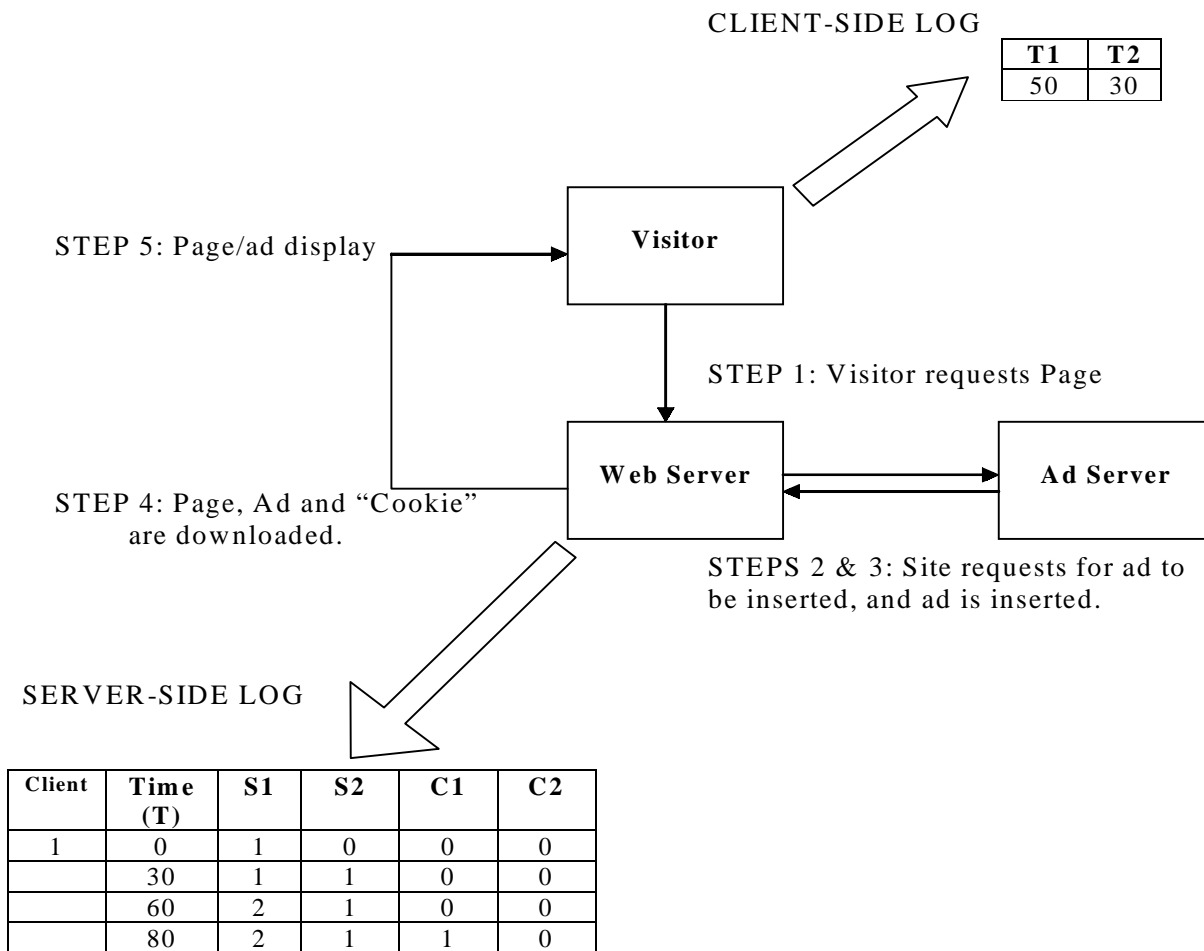 CLIENT-SIDE LOG
T1 T2
50 30
Visitor
STEP 5: Page/ad display
STEP 1: Visitor requests Page
Web Server
Ad Server
STEP 4: Page, Ad and “Cookie”
are downloaded.
STEPS 2 & 3: Site requests for ad to
be inserted, and ad is inserted.
SERVER-SIDE LOG
Client Time S1 S2 C1 C2
(T)
1 0 1 0 0 0
30 1 1 0 0
60 2 1 0 0
80 2 1 1 0